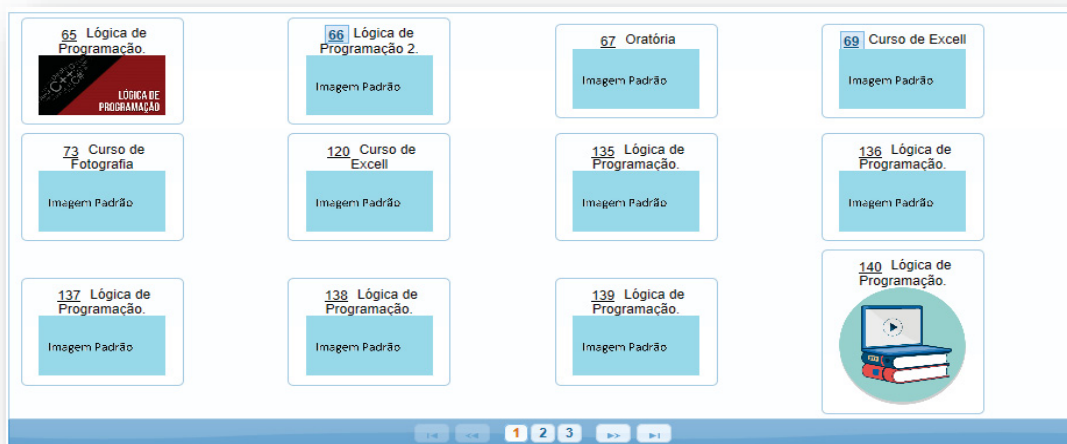 65 Lógica de
Programação.
LÓGICA DE
PROGRAMAÇÃO
66 Lógica de
Programação 2.
Imagem Padrão
67 Oratória
Imagem Padrão
69 Curso de Excell
Imagem Padrão
73 Curso de
Fotografia
Imagem Padrão
120 Curso de
Excell
Imagem Padrão
135 Lógica de
Programação.
Imagem Padrão
136 Lógica de
Programação.
Imagem Padrão
137 Lógica de
Programação.
Imagem Padrão
138 Lógica de
Programação.
Imagem Padrão
139 Lógica de
Programação.
Imagem Padrão
140 Lógica de
Programação.
1 2 3